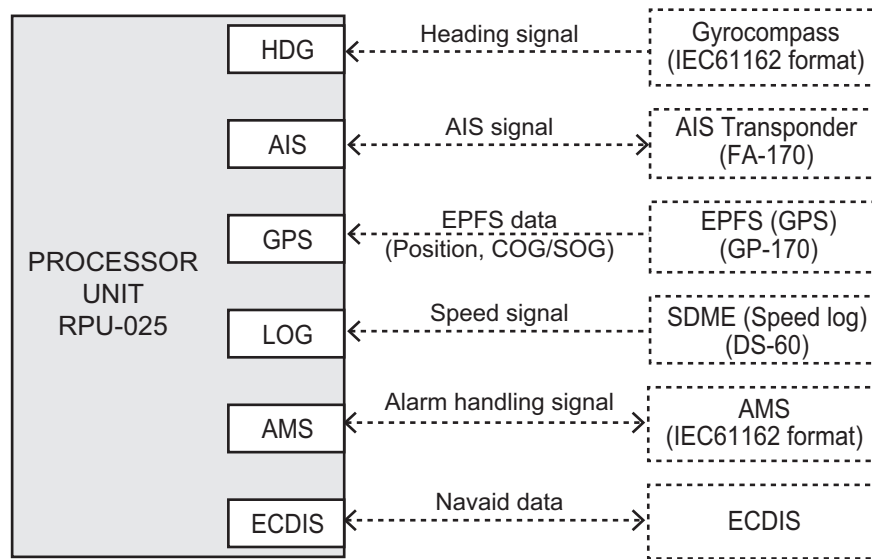 PROCESSOR
UNIT
RPU-025
HDG
Heading signal
Gyrocompass
(IEC61162 format)
AIS
AIS signal
AIS Transponder
(FA-170)
GPS
EPFS data
(Position, COG/SOG)
EPFS (GPS)
(GP-170)
LOG
Speed signal
SDME (Speed log)
(DS-60)
AMS
Alarm handling signal
AMS
(IEC61162 format)
ECDIS
Navaid data
ECDIS